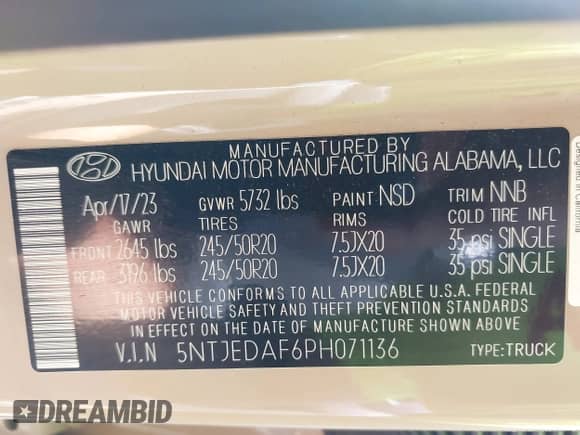 MANUFACTURED BY
HYUNDAI MOTOR MANUFACTURING ALABAMA, LLC
Apr/17/23 GVWR 5732 lbs PAINT NSD TRIM NNB
GAWR TIRES RIMS COLD TIRE INFL
FRONT 2645 lbs 245/50R20 7.5JX20 35 psi SINGLE
REAR 3196 lbs 245/50R20 7.5JX20 35 psi SINGLE
THIS VEHICLE CONFORMS TO ALL APPLICABLE U.S.A. FEDERAL
MOTOR VEHICLE SAFETY AND THEFT PREVENTION STANDARDS
IN EFFECT ON THE DATE OF MANUFACTURED SHOWN ABOVE.
V.I.N 5NTJEDAF6PH071136 TYPE:TRUCK
Designed California
DREAMBID